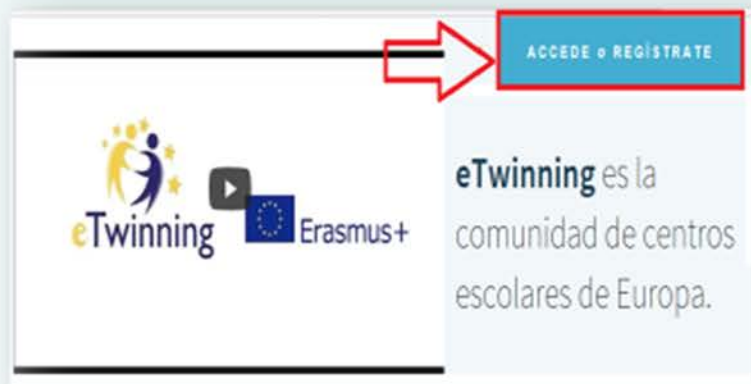 ACCEDE o REGÍSTRATE
eTwinning
Erasmus+
eTwinning es la
comunidad de centros
escolares de Europa.